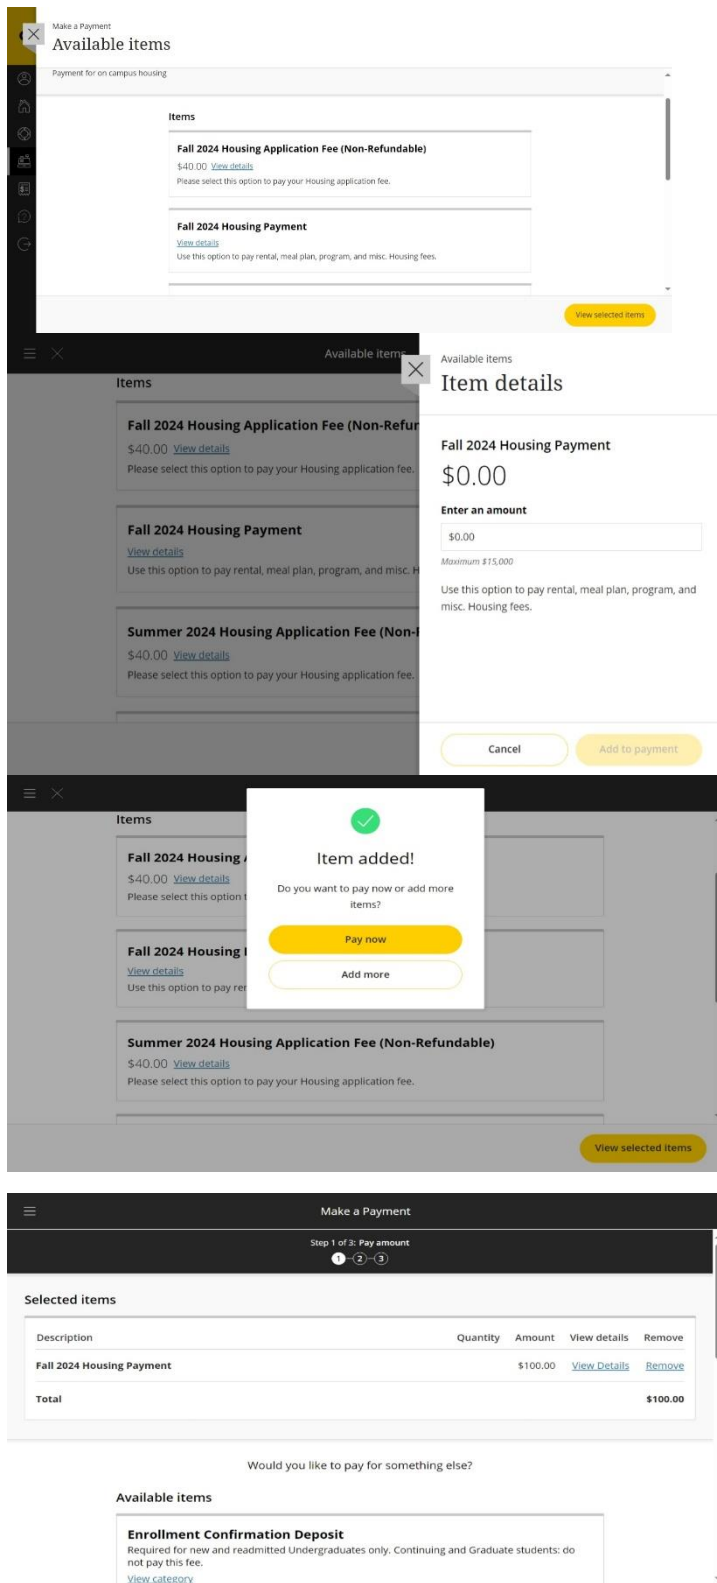 Make a Payment
Available items
Payment for on campus housing
Items
Fall 2024 Housing Application Fee (Non-Refundable)
$40.00 View details
Please select this option to pay your Housing application fee.
Fall 2024 Housing Payment
View details
Use this option to pay rental, meal plan, program, and misc. Housing fees.
View selected items
Available items
Items
Fall 2024 Housing Application Fee (Non-Refur
$40.00 View details
Please select this option to pay your Housing application fee.
Fall 2024 Housing Payment
View details
Use this option to pay rental, meal plan, program, and misc. H
Summer 2024 Housing Application Fee (Non-
$40.00 View details
Please select this option to pay your Housing application fee.
Available items
Item details
Fall 2024 Housing Payment
$0.00
Enter an amount
$0.00
Maximum $15,000
Use this option to pay rental, meal plan, program, and
misc. Housing fees.
Cancel Add to payment
Items
Fall 2024 Housing
$40.00 View details
Please select this option
Fall 2024 Housing
View details
Use this option to pay rer
Summer 2024 Housing Application Fee (Non-Refundable)
$40.00 View details
Please select this option to pay your Housing application fee.
View selected items
Item added!
Do you want to pay now or add more
items?
Pay now
Add more
Make a Payment
Step 1 of 3: Pay amount
1 2 3
Selected items
Description Quantity Amount View details Remove
Fall 2024 Housing Payment $100.00 View Details Remove
Total $100.00
Would you like to pay for something else?
Available items
Enrollment Confirmation Deposit
Required for new and readmitted Undergraduates only. Continuing and Graduate students: do
not pay this fee.
View category